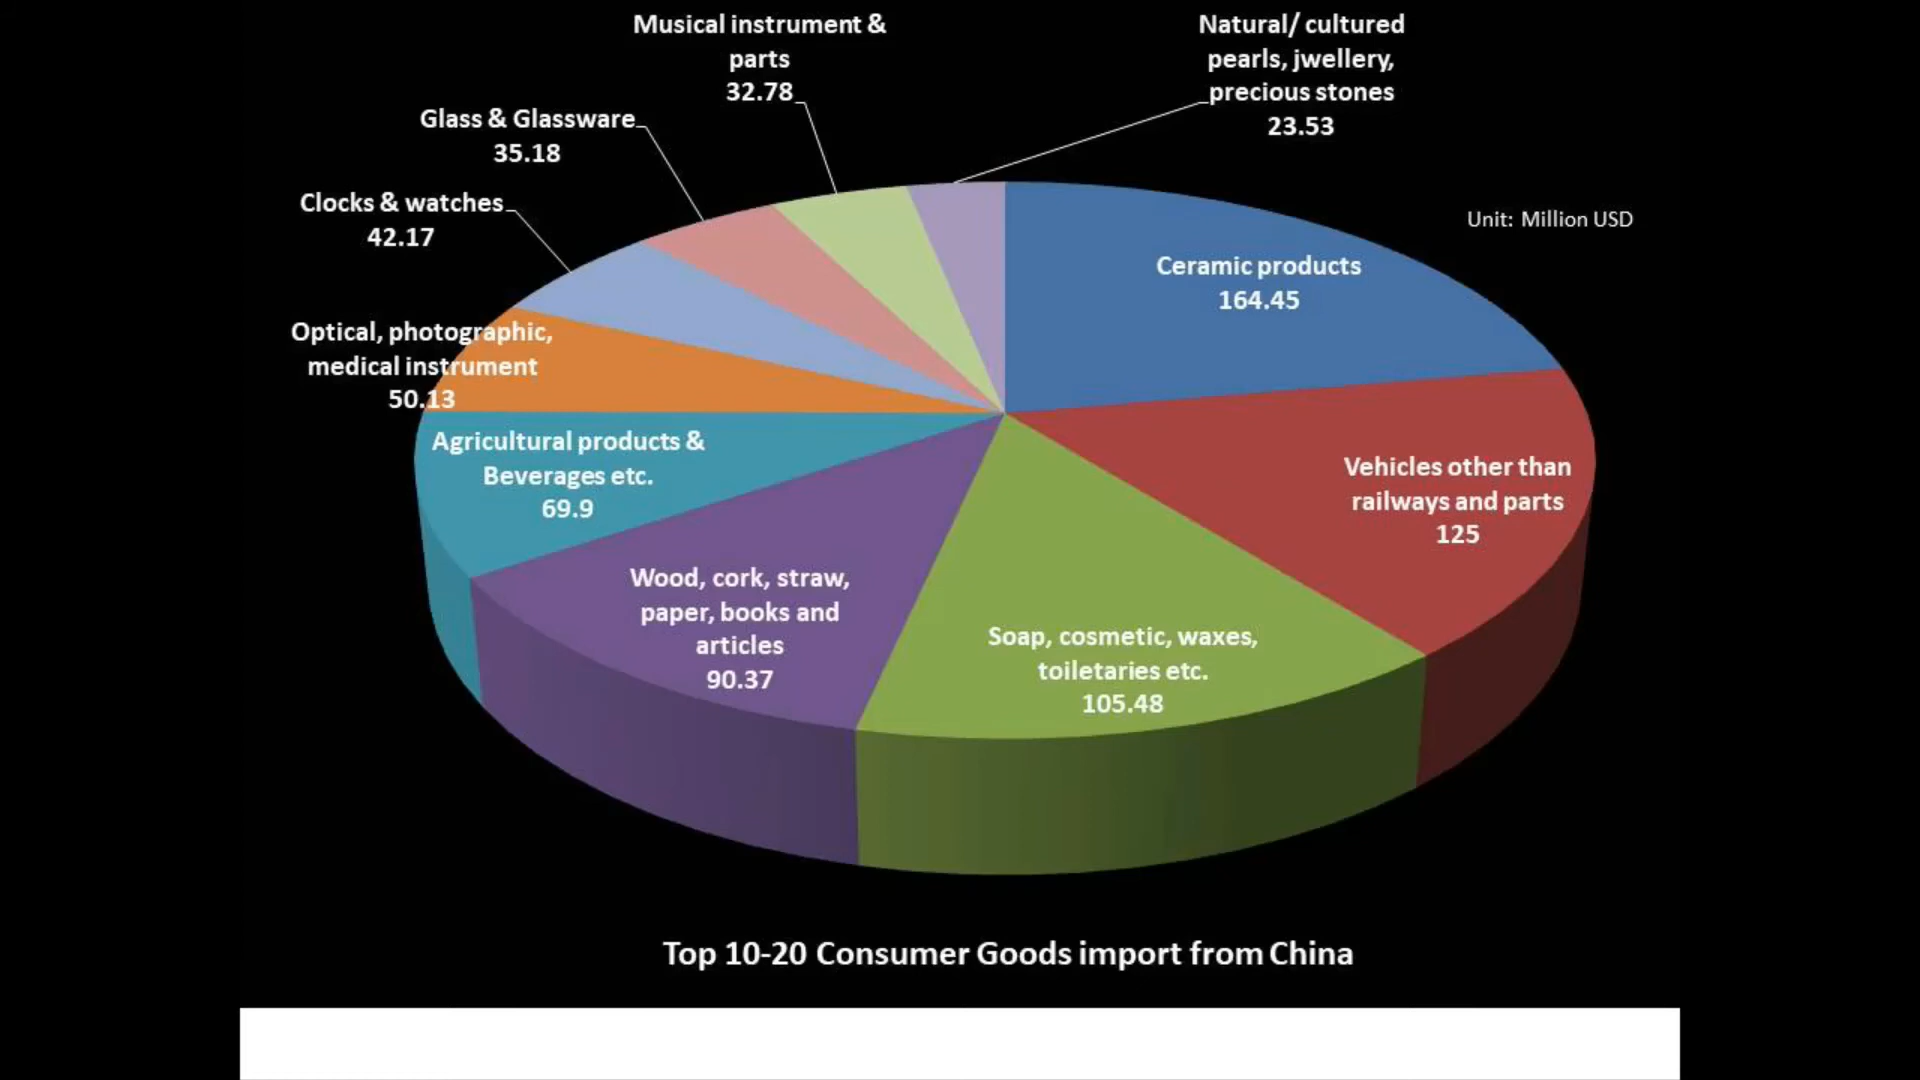 Musical instrument &
parts
32.78
Natural/ cultured
pearls, jwellery,
precious stones
23.53
Glass & Glassware
35.18
Clocks & watches
42.17
Unit: Million USD
Ceramic products
164.45
Optical, photographic,
medical instrument
50.13
Agricultural products &
Beverages etc.
69.9
Vehicles other than
railways and parts
125
Wood, cork, straw,
paper, books and
articles
90.37
Soap, cosmetic, waxes,
toiletaries etc.
105.48
Top 10-20 Consumer Goods import from China